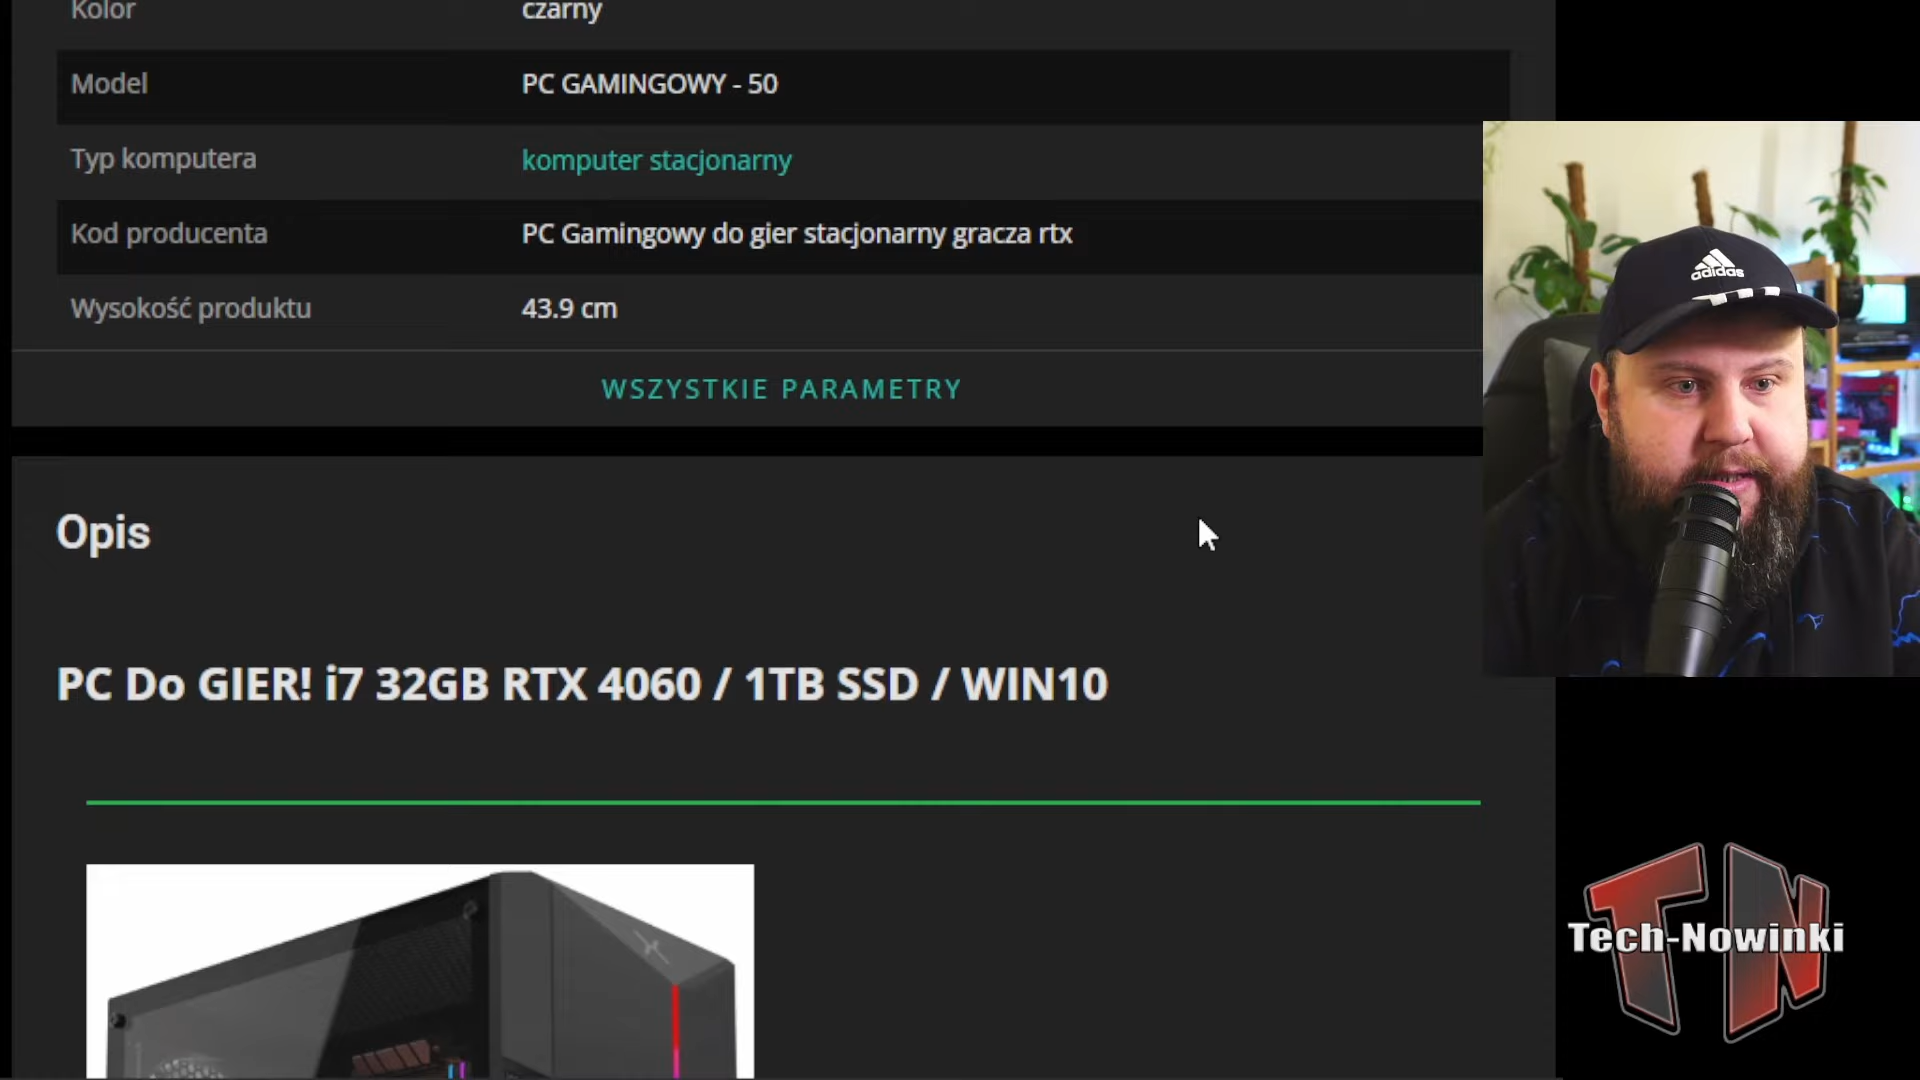 Kolor czarny
Model PC GAMINGOWY - 50
Typ komputera komputer stacjonarny
Kod producenta PC Gamingowy do gier stacjonarny gracza rtx
Wysokość produktu 43.9 cm
WSZYSTKIE PARAMETRY
adidas
Opis
PC Do GIER! i7 32GB RTX 4060 / 1TB SSD / WIN10
TN
Tech-Nowinki